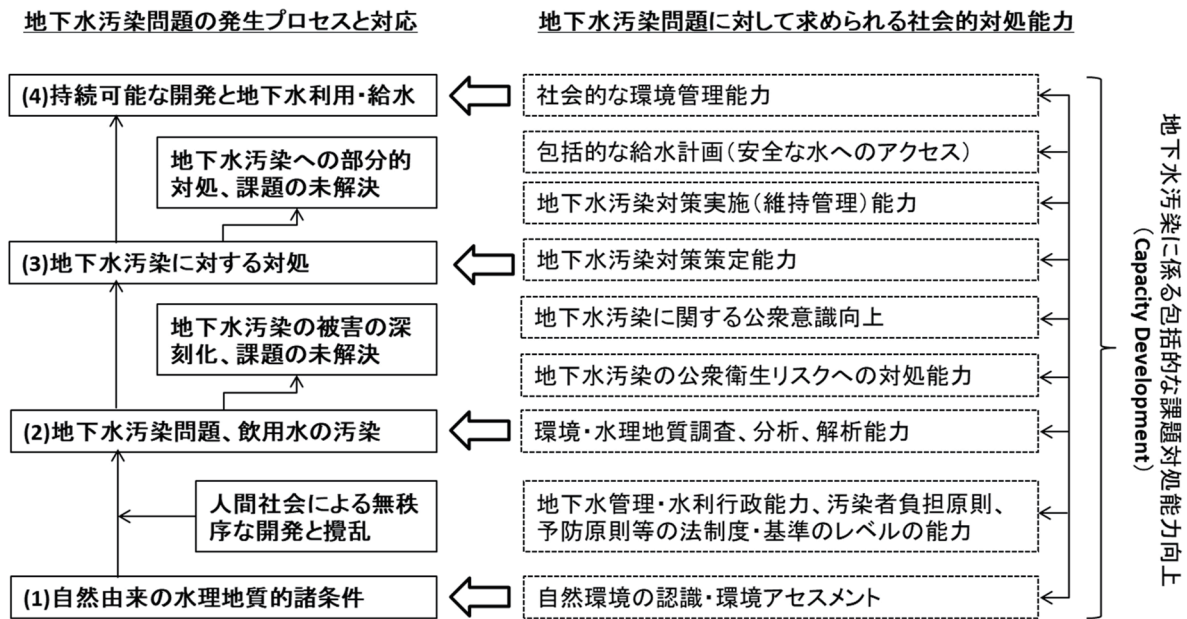 地下水汚染問題の発生プロセスと対応
(4)持続可能な開発と地下水利用・給水
地下水汚染への部分的
対処、課題の未解決
(3)地下水汚染に対する対処
地下水汚染の被害の深
刻化、課題の未解決
(2)地下水汚染問題、飲用水の汚染
人間社会による無秩
序な開発と攪乱
(1)自然由来の水理地質的諸条件
地下水汚染問題に対して求められる社会的対処能力
社会的な環境管理能力
包括的な給水計画(安全な水へのアクセス)
地下水汚染対策実施(維持管理)能力
地下水汚染対策策定能力
地下水汚染に関する公衆意識向上
地下水汚染の公衆衛生リスクへの対処能力
環境・水理地質調査、分析、解析能力
地下水管理・水利行政能力、汚染者負担原則、
予防原則等の法制度・基準のレベルの能力
自然環境の認識・環境アセスメント
地下水汚染に係る包括的な課題対処能力向上
(Capacity Development)